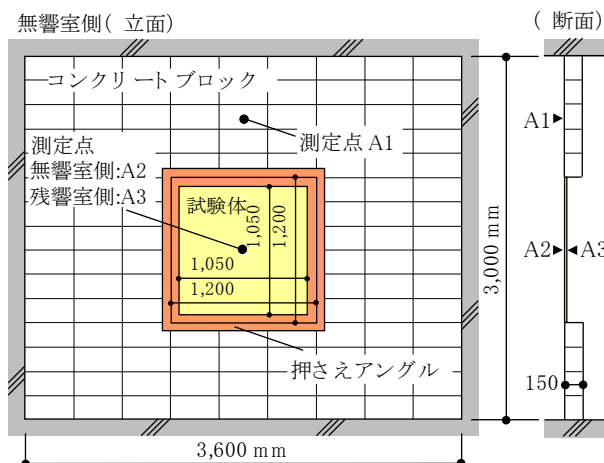 無響室側( 立面)
( 断面)
コンクリートブロック
測定点
無響室側:A2
残響室側:A3
測定点 A1
試験体
1,050
1,200
1,050
1,200
押さえアングル
3,600 mm
3,000 mm
A1
A2
A3
150